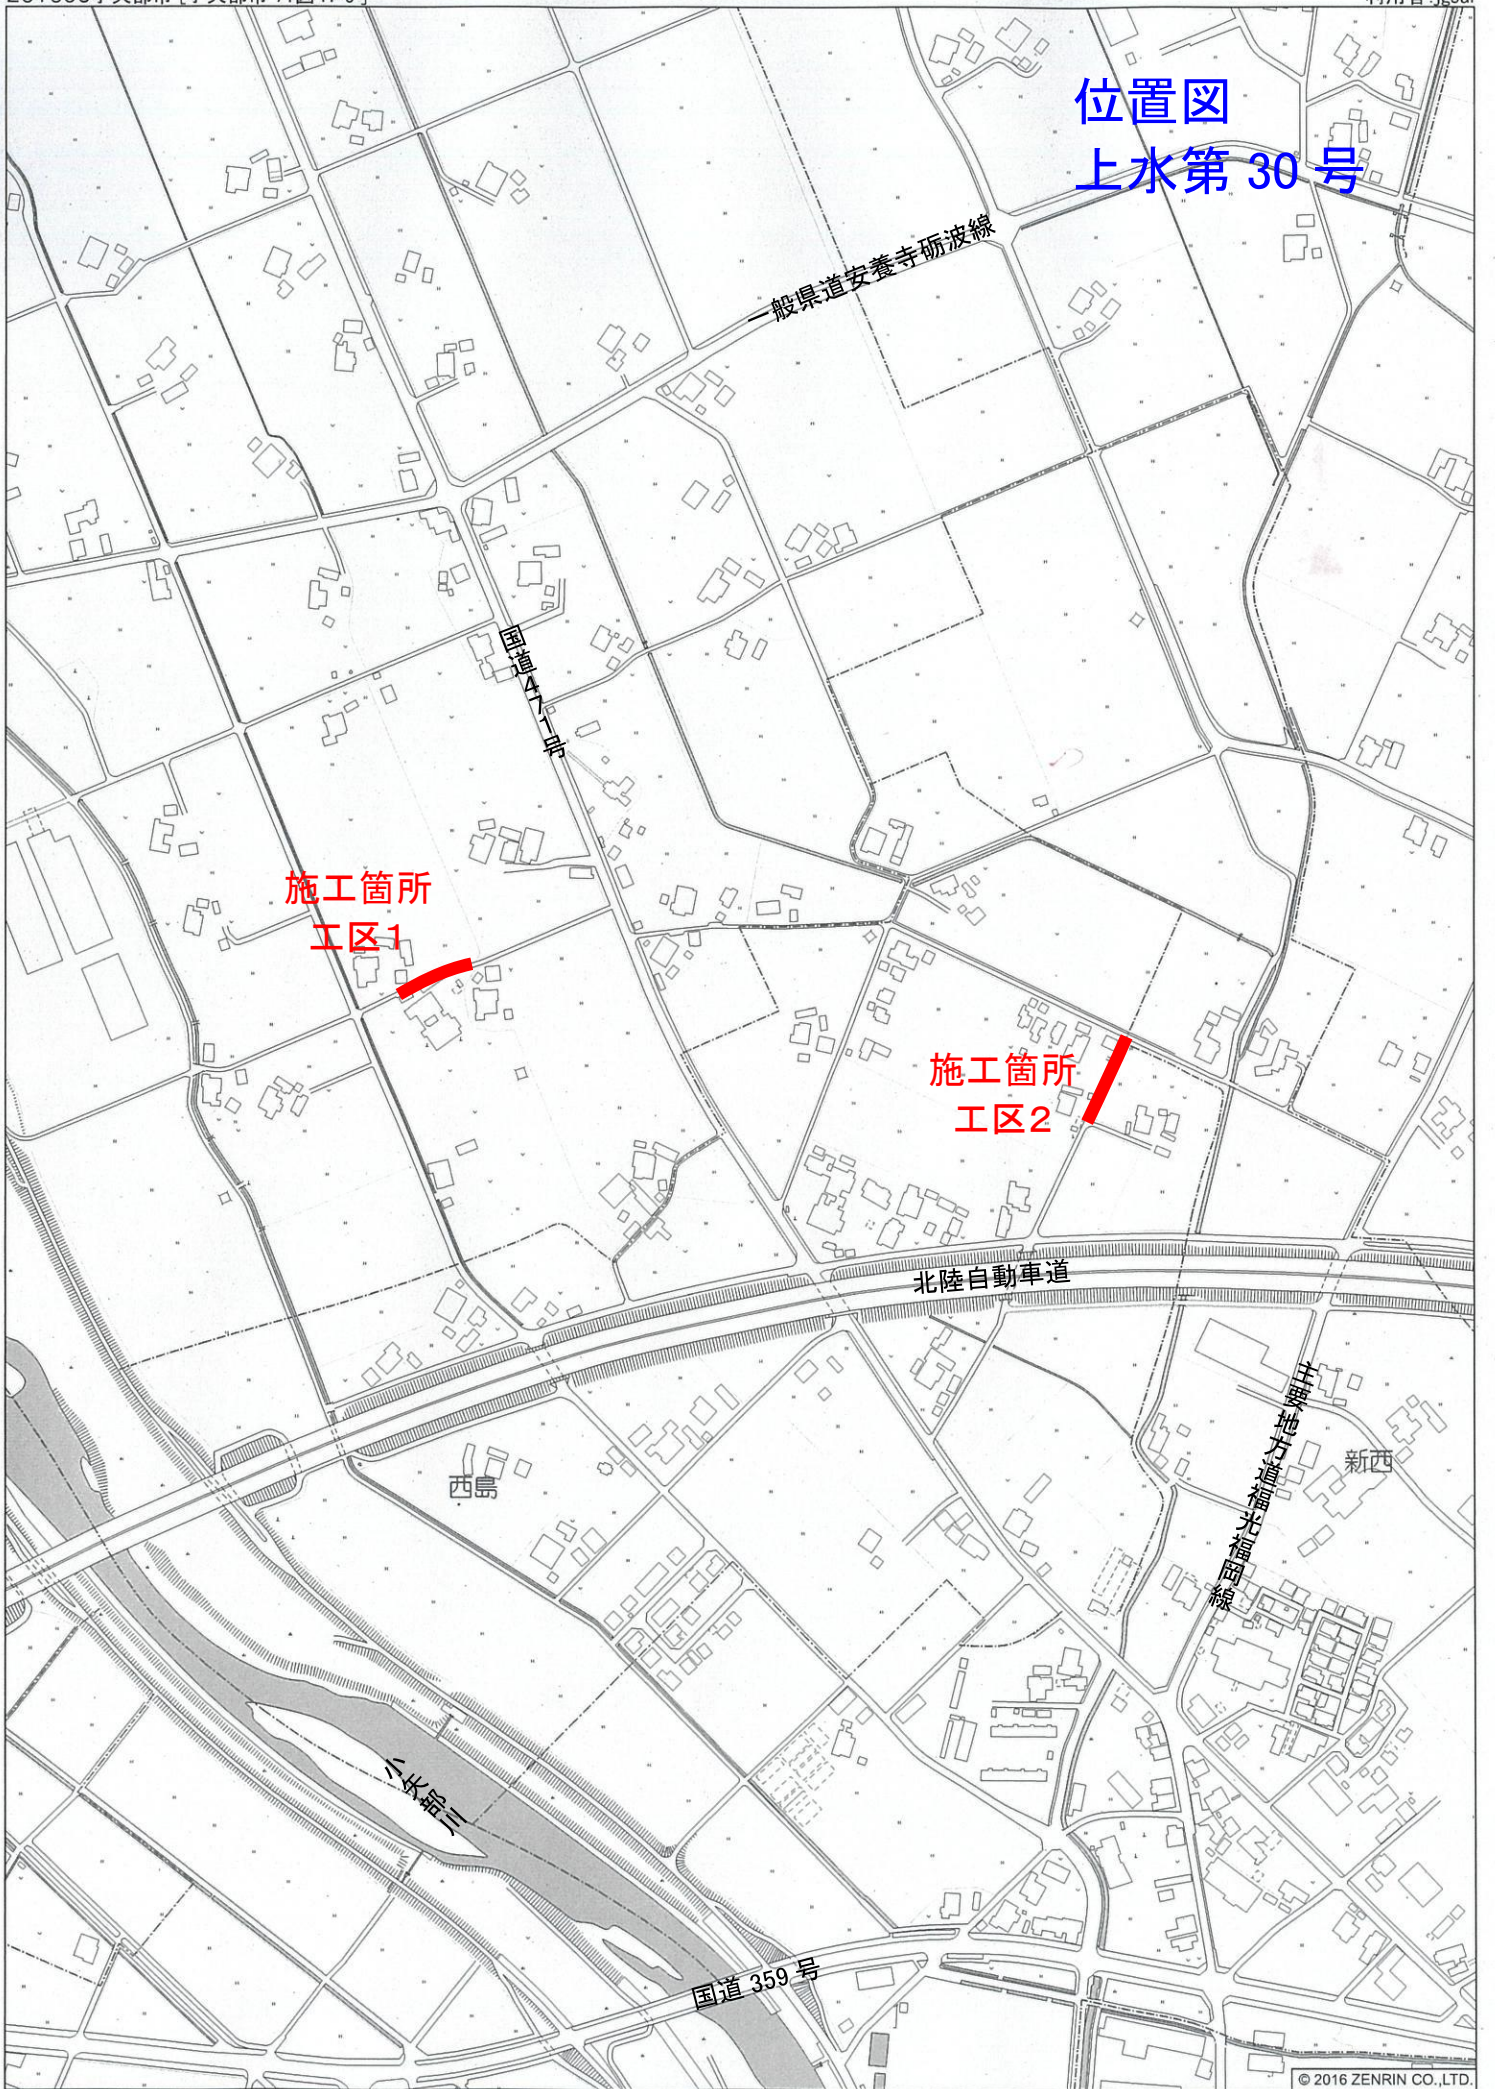 位置図
上水第 30 号
一般県道安養寺砺波線
国道471号
施工箇所
工区1
施工箇所
工区2
北陸自動車道
主要地方道福光福岡線
新西
西島
小矢部川
国道 359 号
© 2016 ZENRIN CO.,LTD.